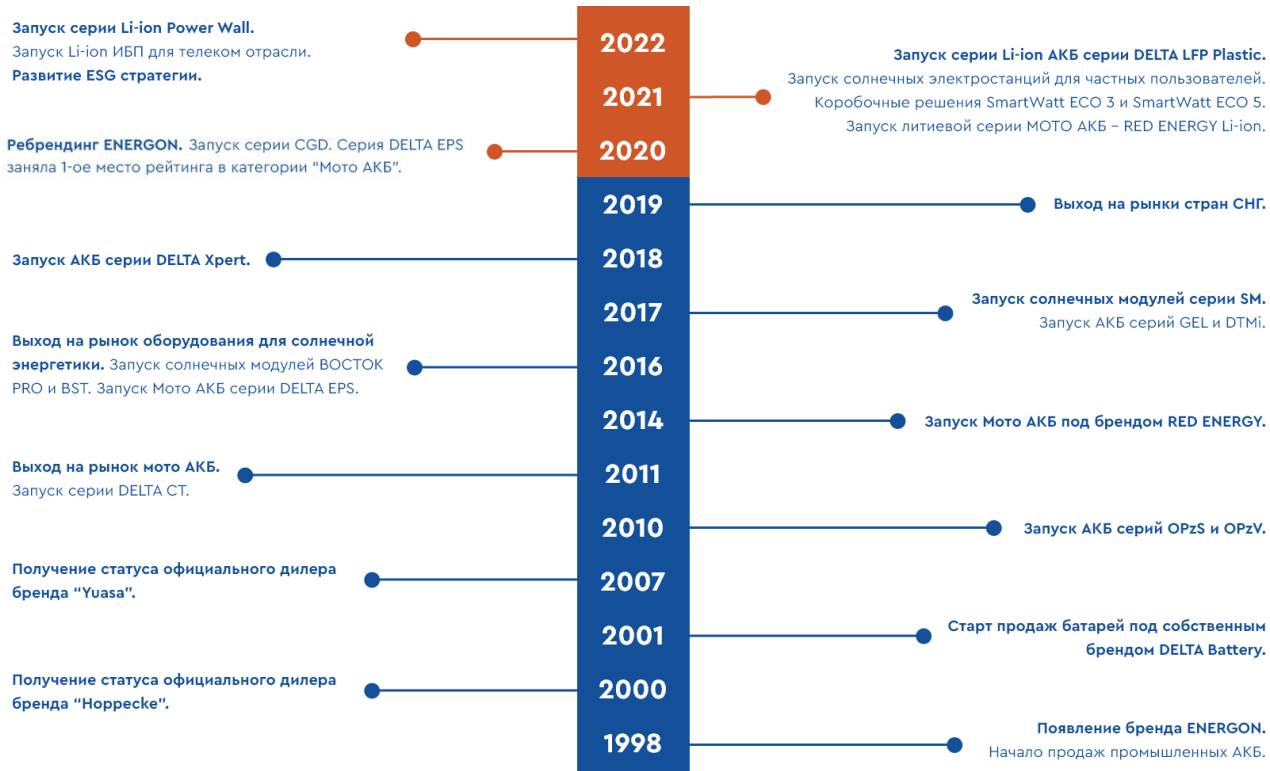 Запуск серии Li-ion Power Wall.
Запуск Li-ion ИБП для телеком отрасли.
Развитие ESG стратегии.
2022
Запуск серии Li-ion АКБ серии DELTA LFP Plastic.
Запуск солнечных электростанций для частных пользователей.
Коробочные решения SmartWatt ECO 3 и SmartWatt ECO 5.
Запуск литиевой серии МОТО АКБ – RED ENERGY Li-ion.
2021
Ребрендинг ENERGON. Запуск серии CGD. Серия DELTA EPS
заняла 1-ое место рейтинга в категории “Мото АКБ”.
2020
2019
Выход на рынки стран СНГ.
Запуск АКБ серии DELTA Xpert.
2018
2017
Запуск солнечных модулей серии SM.
Запуск АКБ серий GEL и DTMi.
Выход на рынок оборудования для солнечной
энергетики. Запуск солнечных модулей ВОСТОК
PRO и BST. Запуск Мото АКБ серии DELTA EPS.
2016
2014
Запуск Мото АКБ под брендом RED ENERGY.
Выход на рынок мото АКБ.
Запуск серии DELTA CT.
2011
2010
Запуск АКБ серий OPzS и OPzV.
Получение статуса официального дилера
бренда “Yuasa”.
2007
2001
Старт продаж батарей под собственным
брендом DELTA Battery.
Получение статуса официального дилера
бренда “Hoppecke”.
2000
1998
Появление бренда ENERGON.
Начало продаж промышленных АКБ.